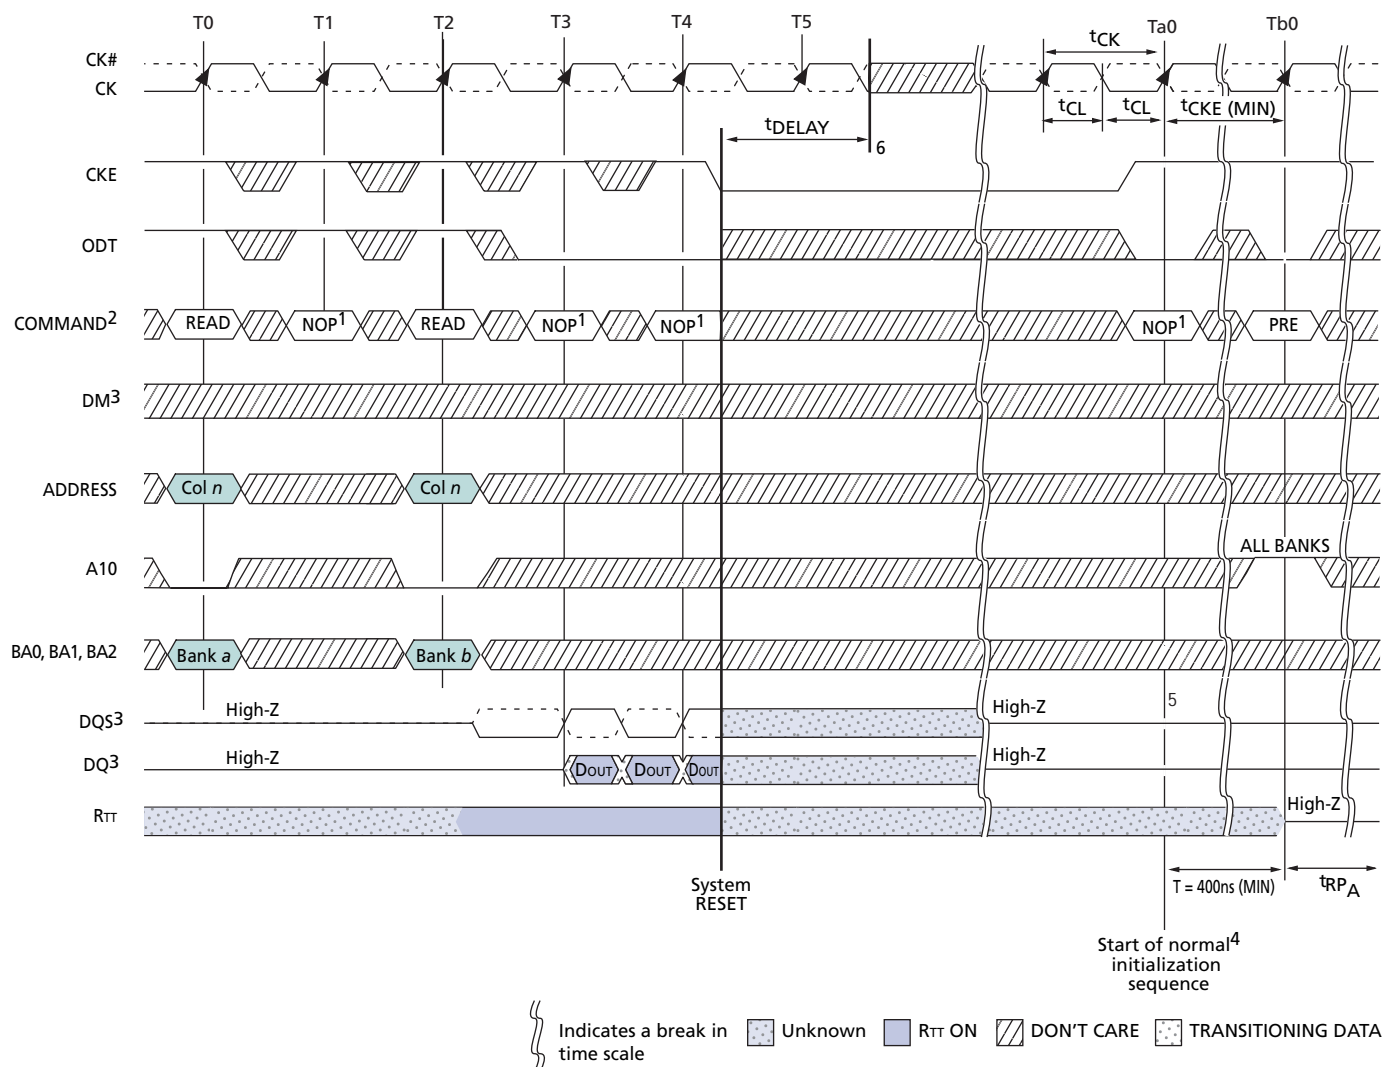 T0 T1 T2 T3 T4 T5 Ta0 Tb0
CK#
CK
tCK
tCL tCL tCKE (MIN)
tDELAY
6
CKE
ODT
COMMAND2 READ NOP1 READ NOP1 NOP1 NOP1 PRE
DM3
ADDRESS Col n Col n
A10 ALL BANKS
BA0, BA1, BA2 Bank a Bank b
DQS3 High-Z High-Z 5
DQ3 High-Z DOUT DOUT DOUT High-Z
RTT High-Z
System
RESET
T = 400ns (MIN) tRPA
Start of normal4
initialization
sequence
Indicates a break in
time scale
Unknown RTT ON DON'T CARE TRANSITIONING DATA